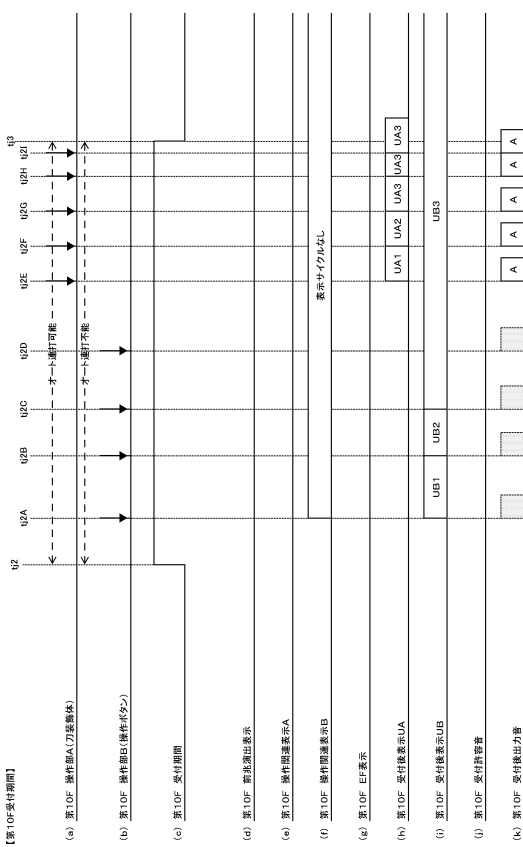 【第10F受付期間】
tj2
tj2A
tj2B
tj2C
tj2D
tj2E
tj2F
tj2G
tj2H
tj2I
tj3
オート連打可能
オート連打不能
(a) 第10F 操作部A(刀装飾体)
(b) 第10F 操作部B(操作ボタン)
(c) 第10F 受付期間
(d) 第10F 前兆演出表示
(e) 第10F 操作関連表示A
(f) 第10F 操作関連表示B
表示サイクルなし
(g) 第10F EF表示
(h) 第10F 受付後表示UA
UA1
UA2
UA3
UA3
UA3
(i) 第10F 受付後表示UB
UB1
UB2
UB3
(j) 第10F 受付許容音
(k) 第10F 受付後出力音
A
A
A
A
A